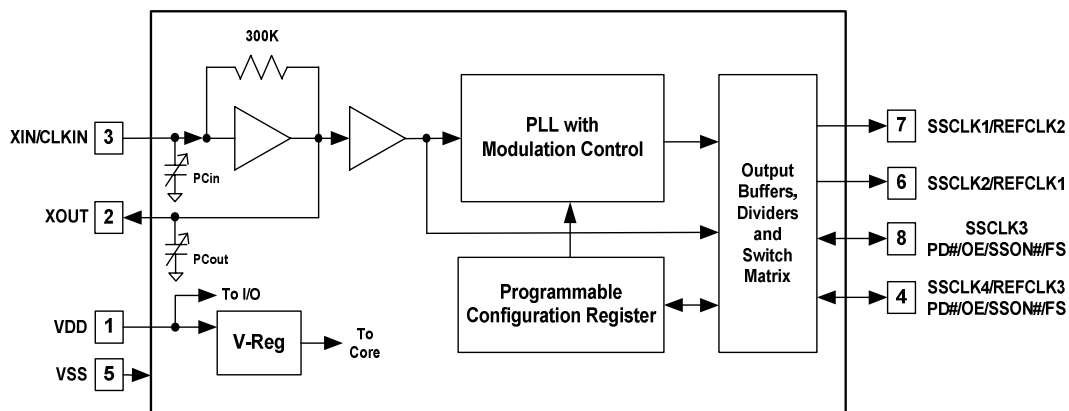 300K
XIN/CLKIN 3
PCin
XOUT 2
PCout
To I/O
VDD 1
V-Reg
To
Core
VSS 5
PLL with
Modulation Control
Programmable
Configuration Register
Output
Buffers,
Dividers
and
Switch
Matrix
7 SSCLK1/REFCLK2
6 SSCLK2/REFCLK1
8 SSCLK3
PD#/OE/SSON#/FS
4 SSCLK4/REFCLK3
PD#/OE/SSON#/FS